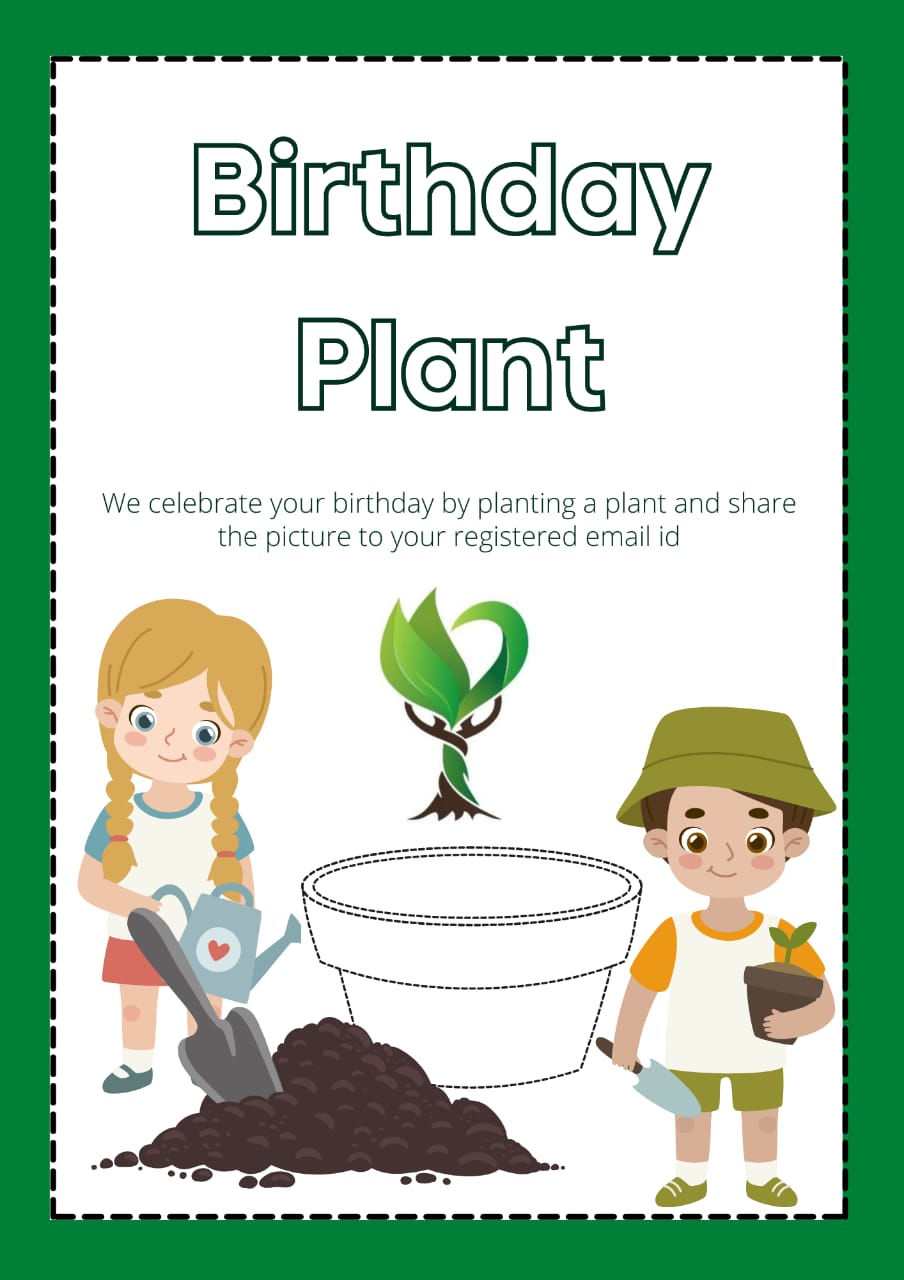 Birthday
Plant
We celebrate your birthday by planting a plant and share
the picture to your registered email id